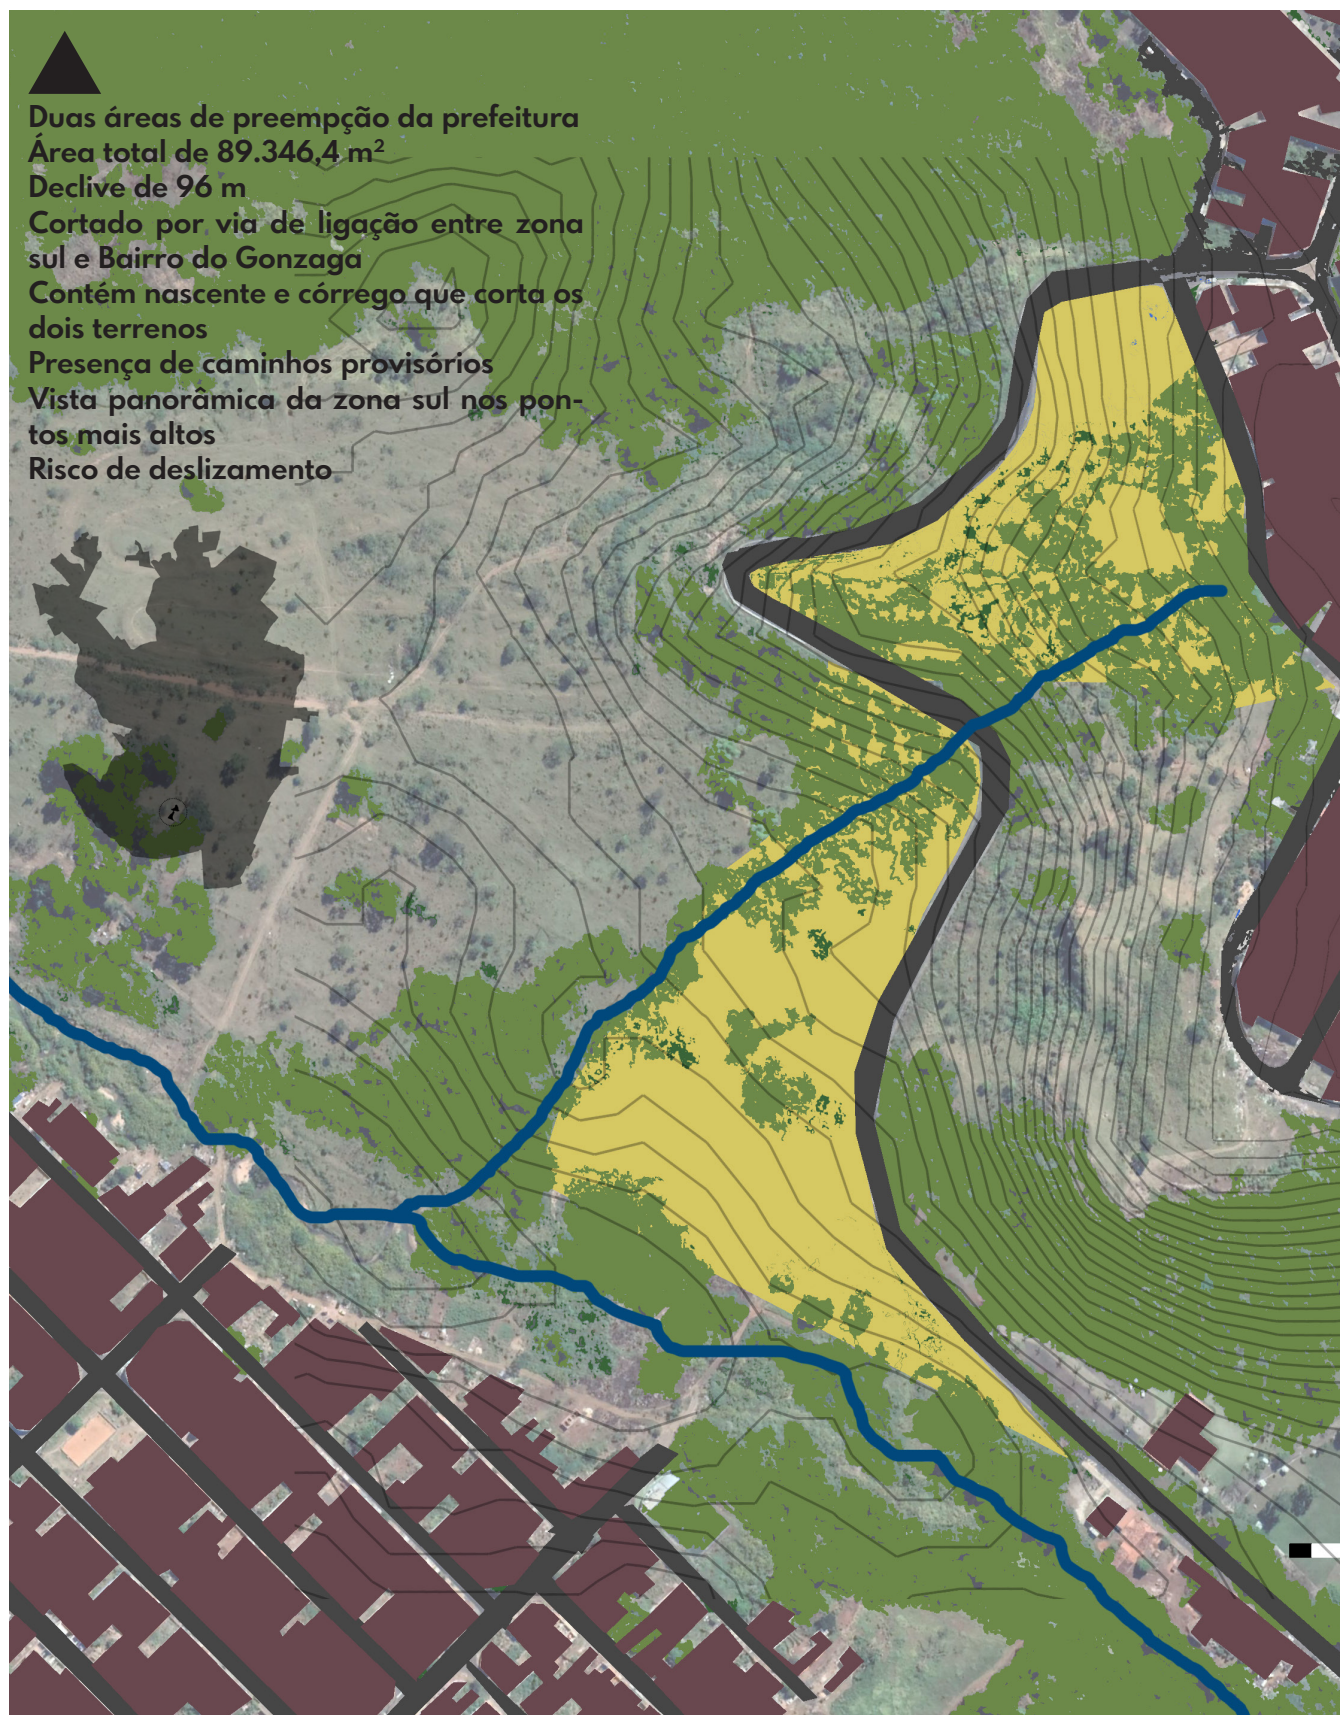 Duas áreas de preempção da prefeitura
Área total de 89.346,4 m²
Declive de 96 m
Cortado por via de ligação entre zona
sul e Bairro do Gonzaga
Contém nascente e córrego que corta os
dois terrenos
Presença de caminhos provisórios
Vista panorâmica da zona sul nos pon-
tos mais altos
Risco de deslizamento